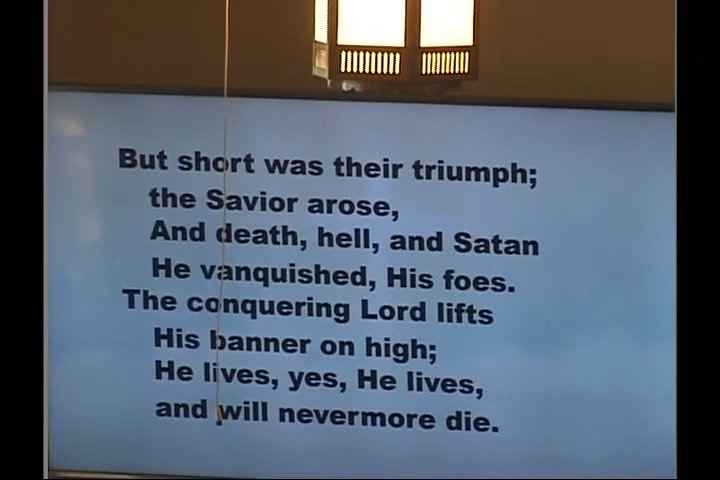 But short was their triumph;
the Savior arose,
And death, hell, and Satan
He vanquished, His foes.
The conquering Lord lifts
His banner on high;
He lives, yes, He lives,
and will nevermore die.